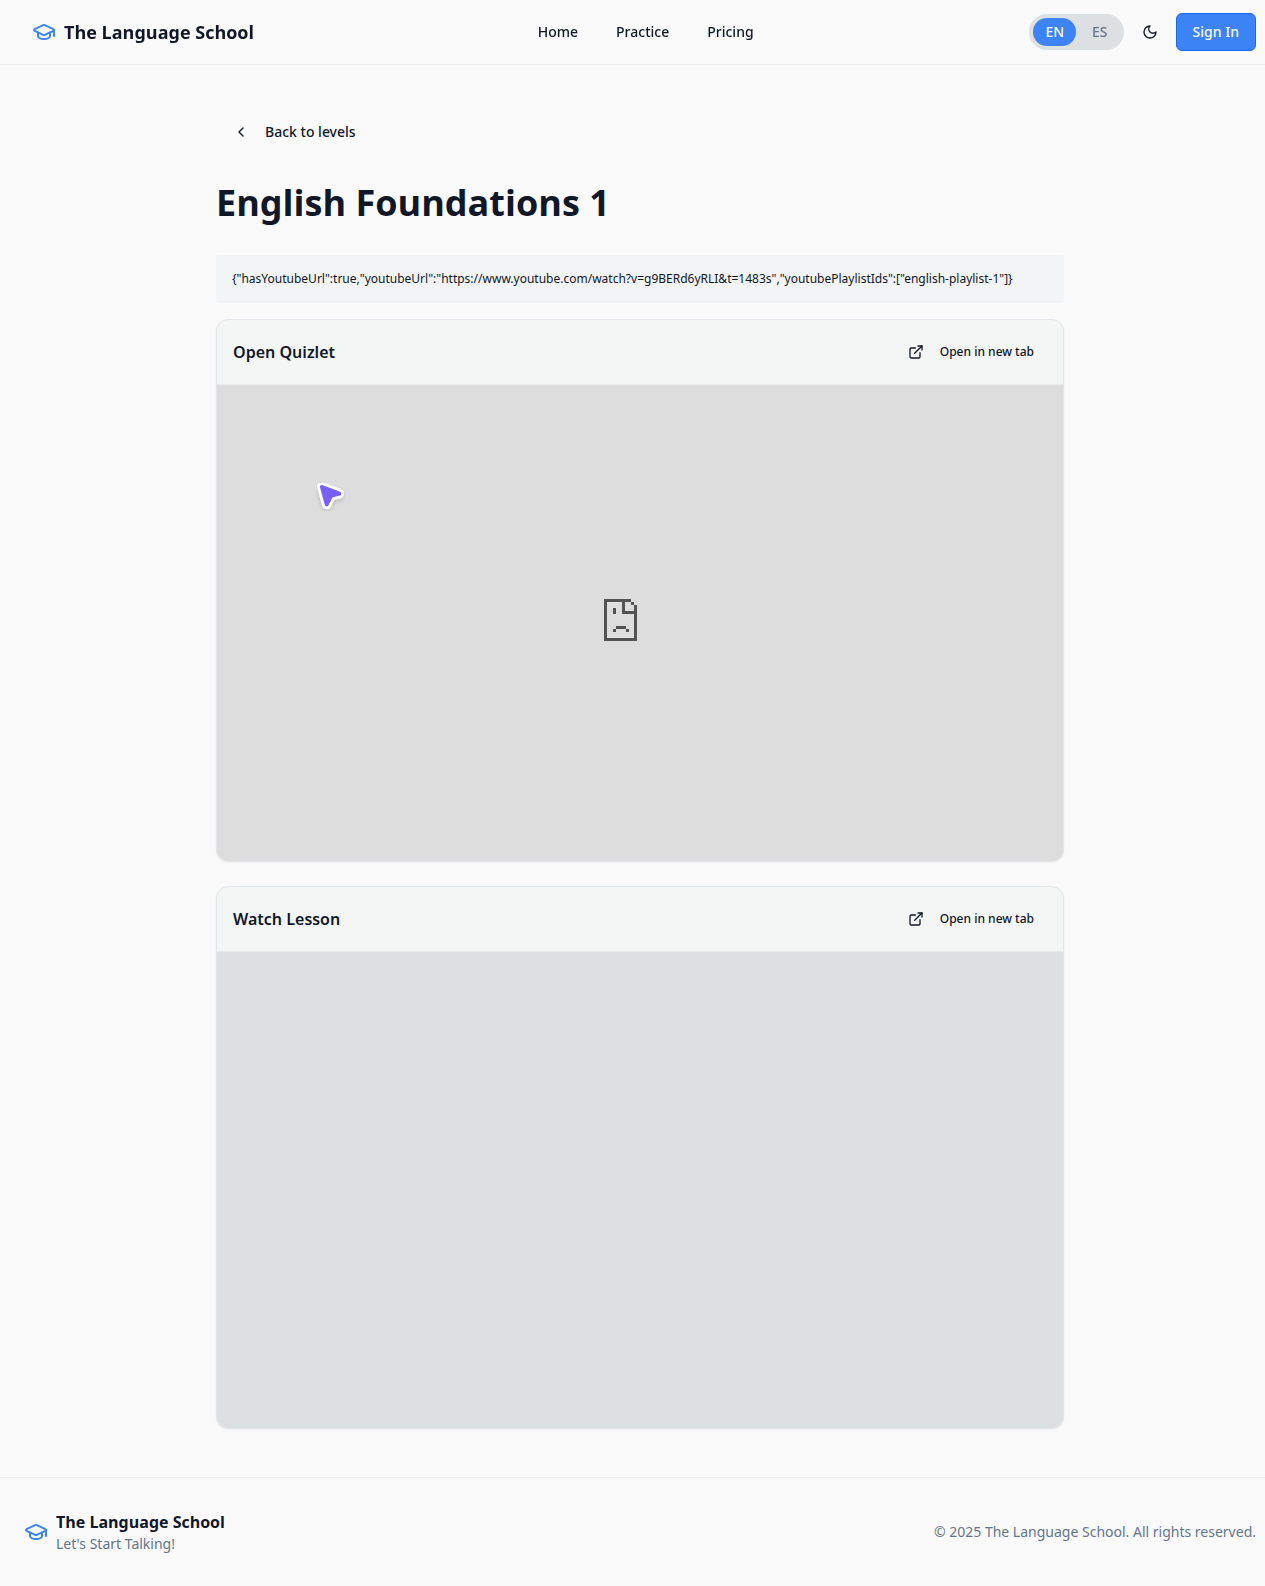 The Language School
Home
Practice
Pricing
EN
ES
Sign In
Back to levels
English Foundations 1
{"hasYoutubeUrl":true,"youtubeUrl":"https://www.youtube.com/watch?v=g9BERd6yRLI&t=1483s","youtubePlaylistIds":["english-playlist-1"]}
Open Quizlet
Open in new tab
Watch Lesson
Open in new tab
The Language School
Let's Start Talking!
© 2025 The Language School. All rights reserved.